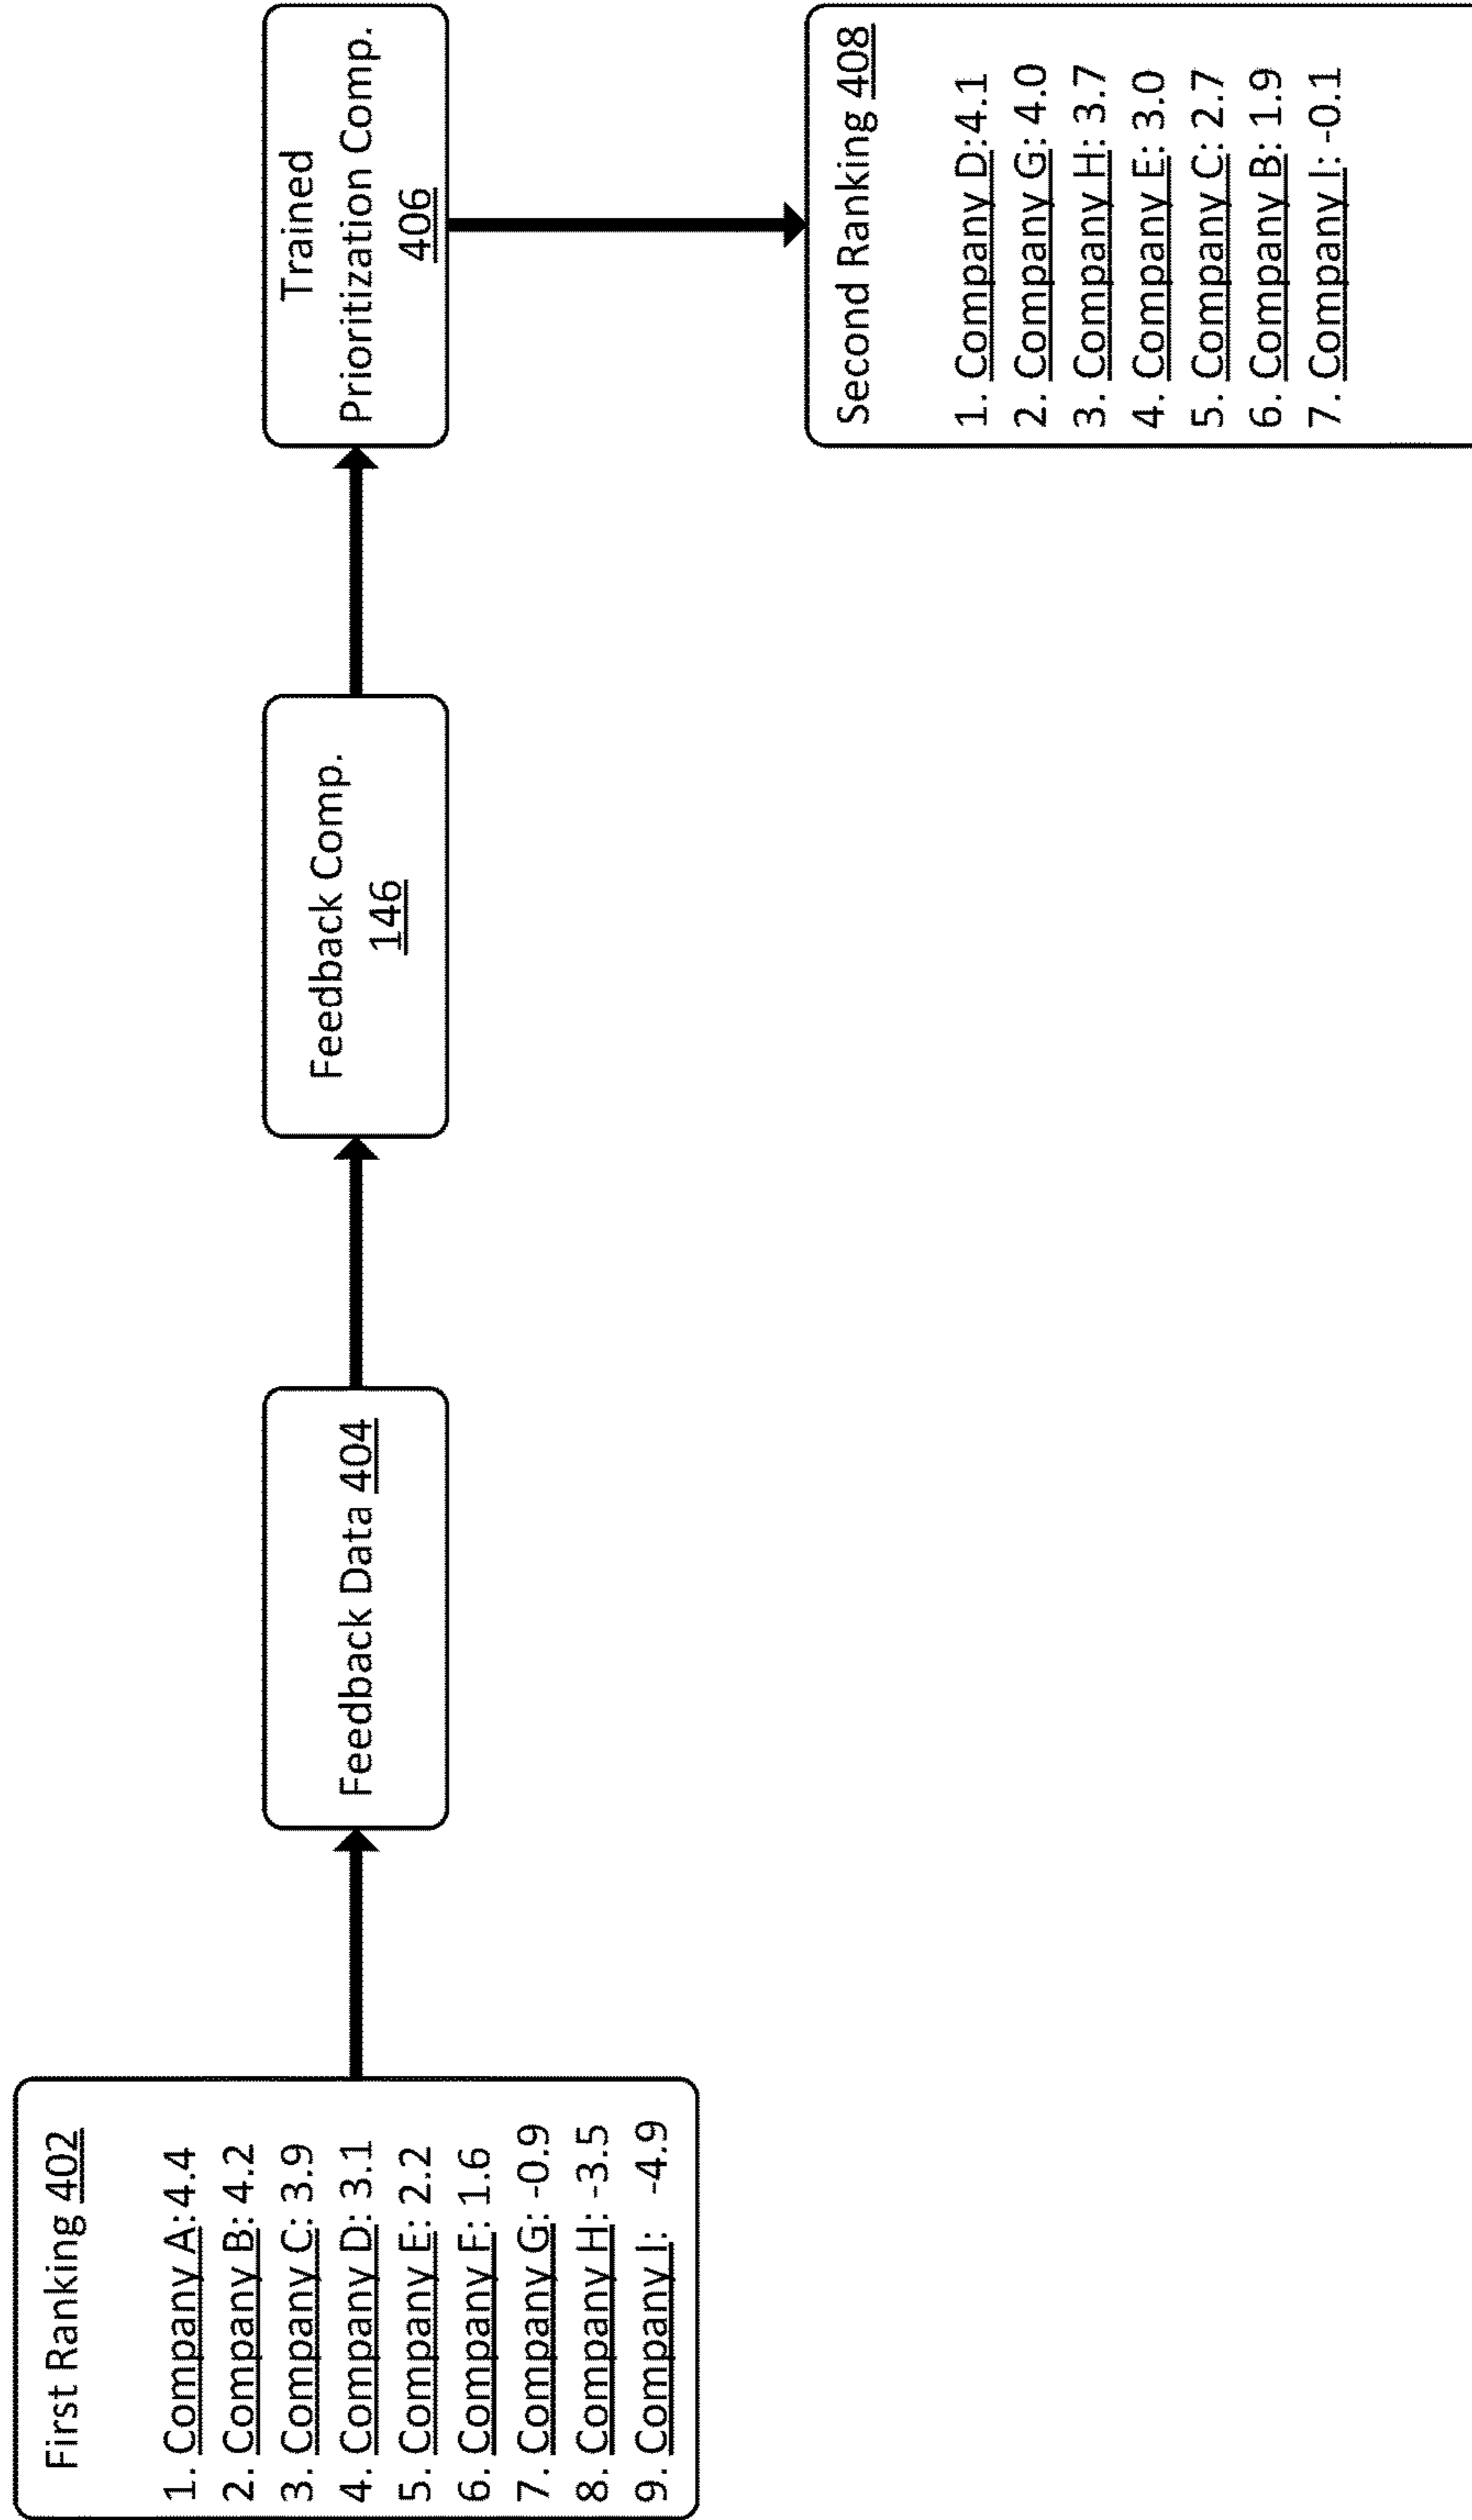 First Ranking 402
1. Company A: 4.4
2. Company B: 4.2
3. Company C: 3.9
4. Company D: 3.1
5. Company E: 2.2
6. Company F: 1.6
7. Company G: -0.9
8. Company H: -3.5
9. Company I: -4.9
Feedback Data 404
Feedback Comp.
146
Trained
Prioritization Comp.
406
Second Ranking 408
1. Company D:4.1
2. Company G: 4.0
3. Company H: 3.7
4. Company E: 3.0
5. Company C: 2.7
6. Company B: 1.9
7. Company I: -0.1